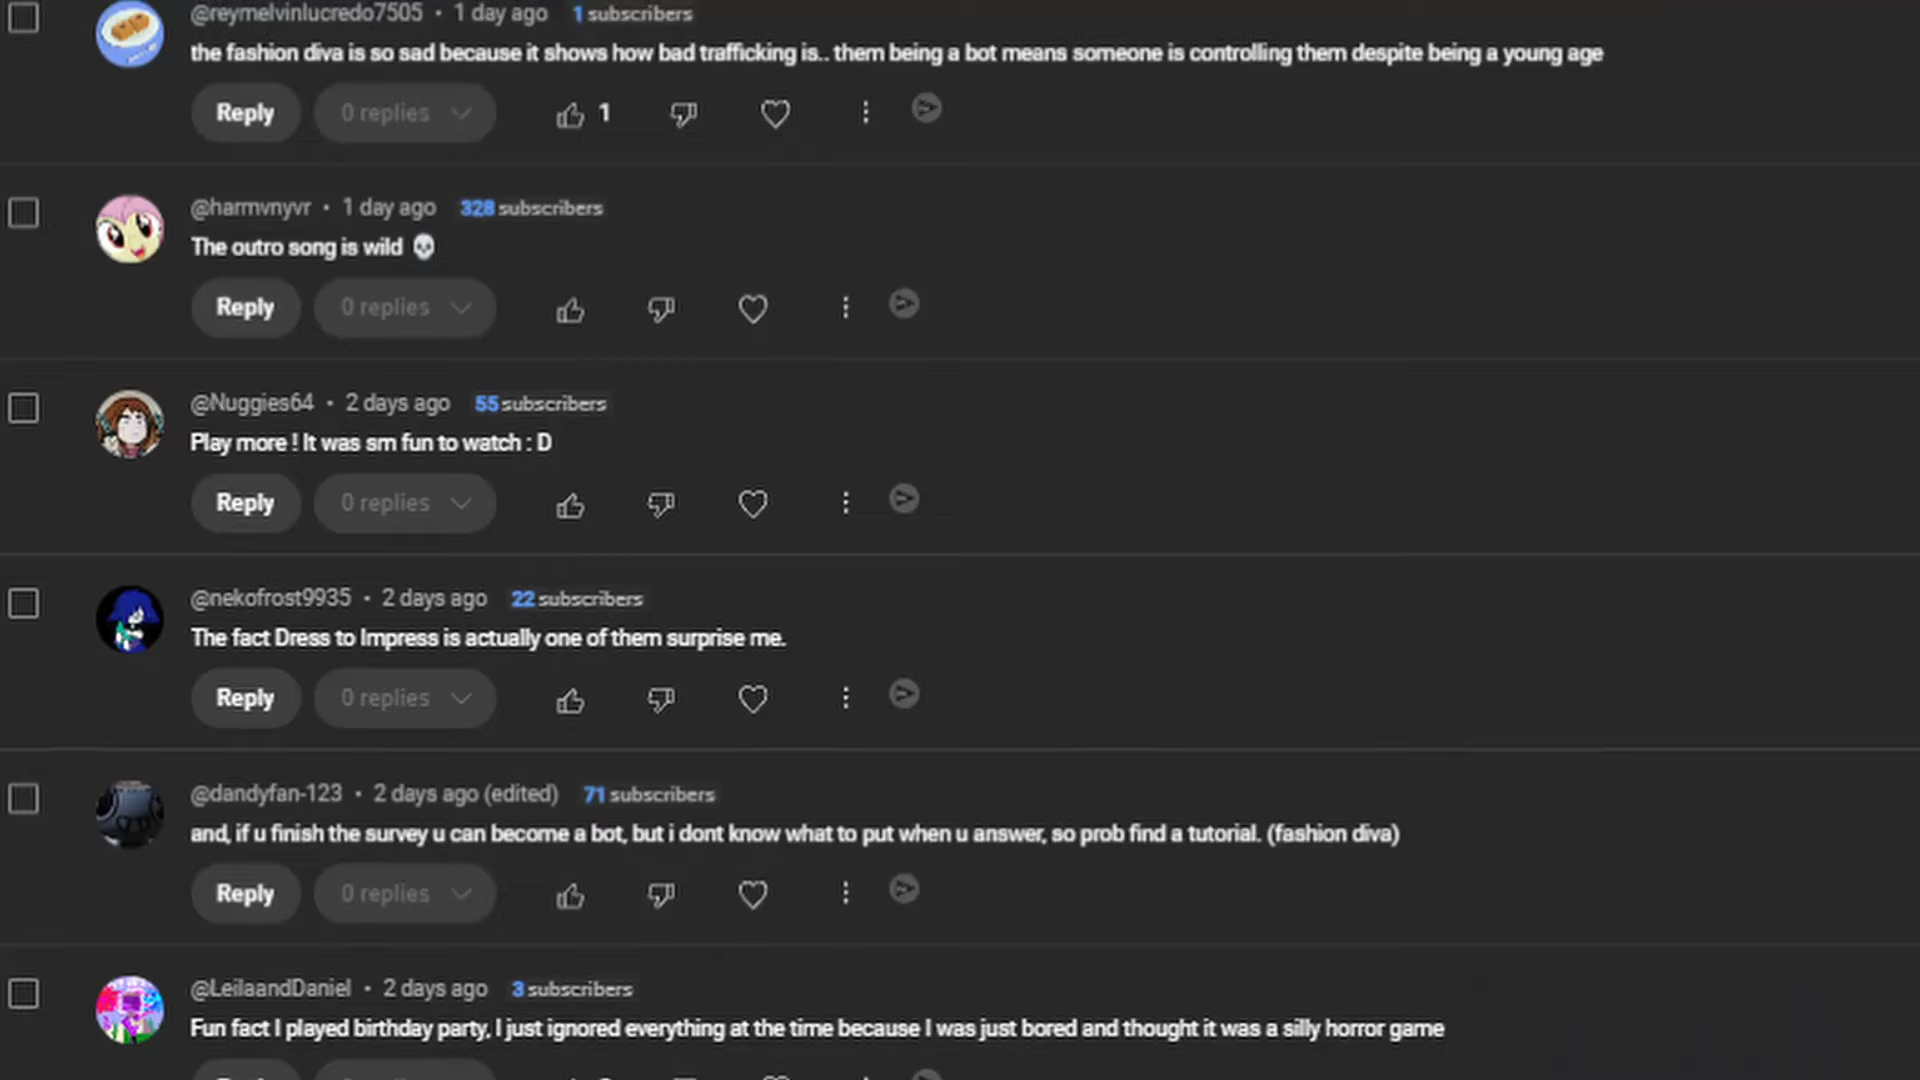 @reymelvinlucredo7505 • 1 day ago 1 subscribers
the fashion diva is so sad because it shows how bad trafficking is.. them being a bot means someone is controlling them despite being a young age
Reply 0 replies 1
@harmvnyvr • 1 day ago 328 subscribers
The outro song is wild 💀
Reply 0 replies
@Nuggies64 • 2 days ago 55 subscribers
Play more ! It was sm fun to watch : D
Reply 0 replies
@nekofrost9935 • 2 days ago 22 subscribers
The fact Dress to Impress is actually one of them surprise me.
Reply 0 replies
@dandyfan-123 • 2 days ago (edited) 71 subscribers
and, if u finish the survey u can become a bot, but i dont know what to put when u answer, so prob find a tutorial. (fashion diva)
Reply 0 replies
@LeilaandDaniel • 2 days ago 3 subscribers
Fun fact I played birthday party, I just ignored everything at the time because I was just bored and thought it was a silly horror game